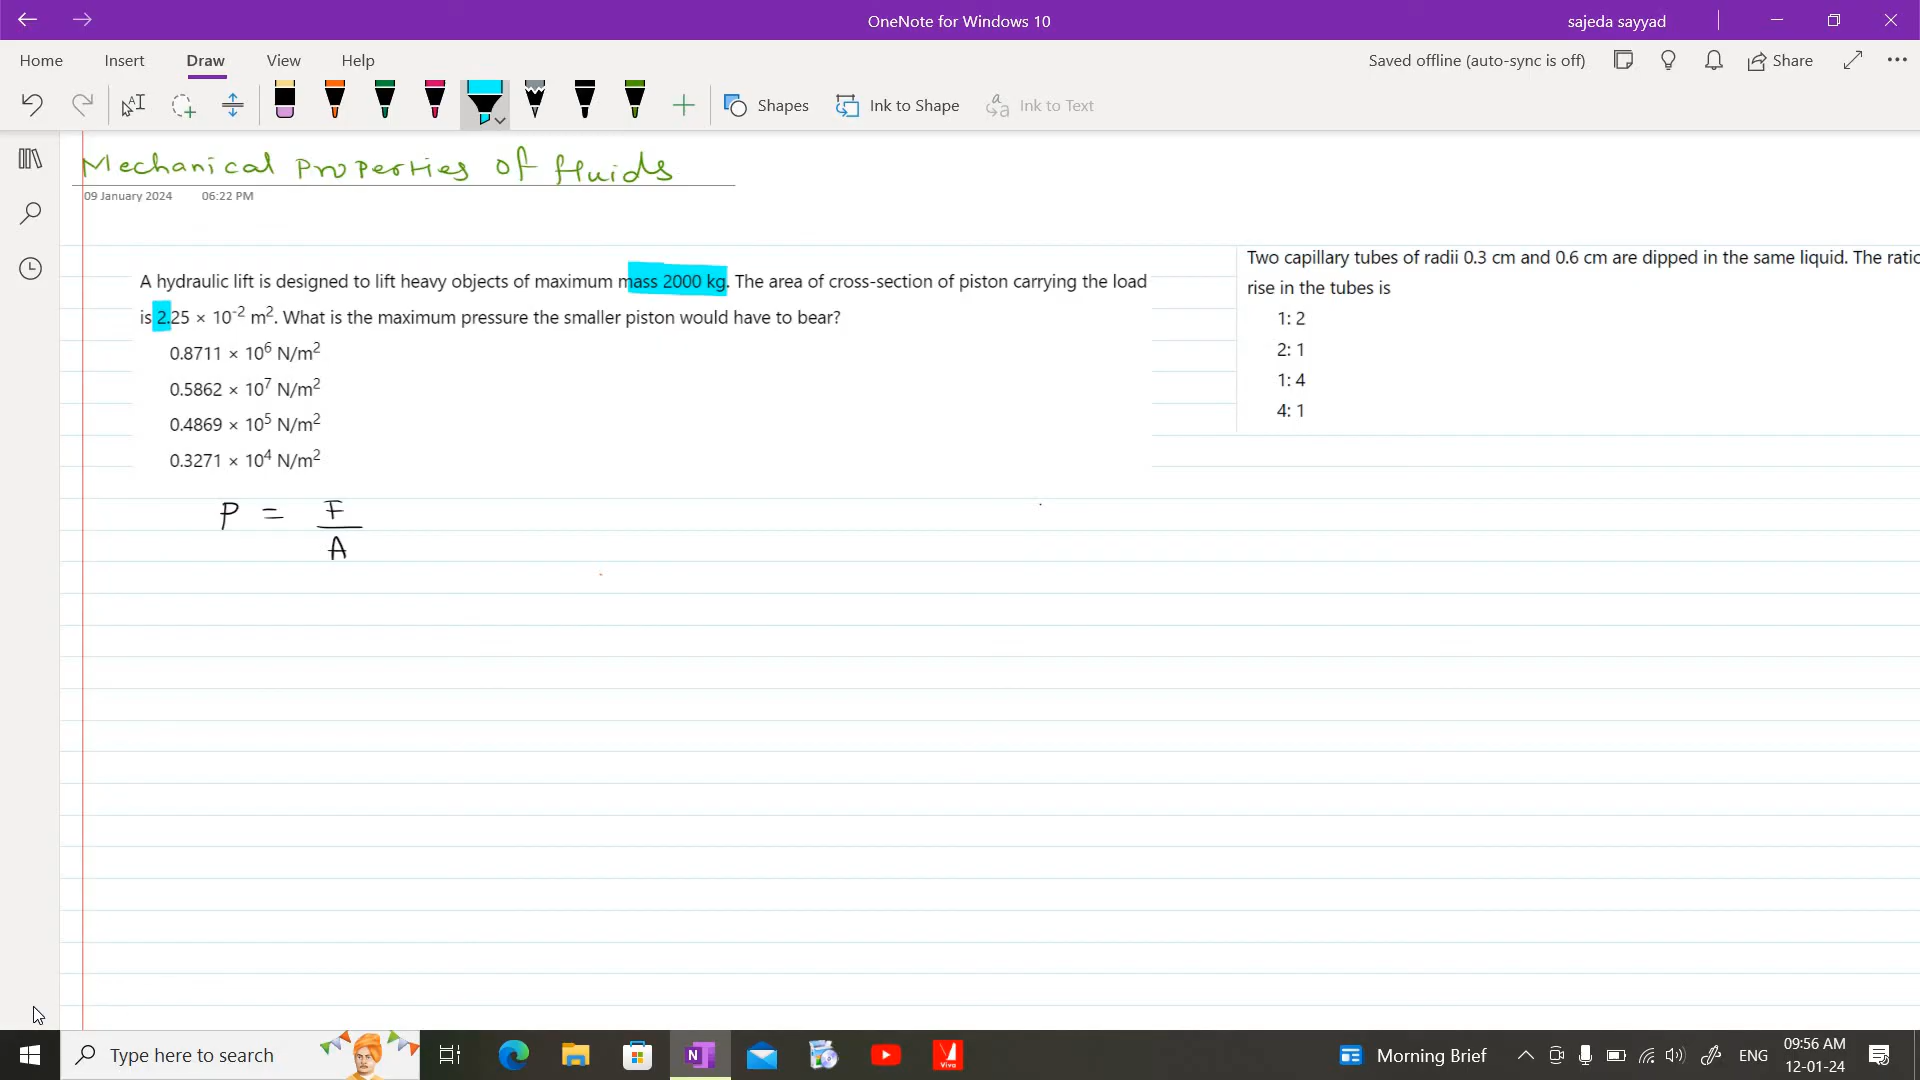 OneNote for Windows 10
sajeda sayyad
Home Insert Draw View Help
Saved offline (auto-sync is off)
Share
Shapes
Ink to Shape
Ink to Text
Mechanical Properties of fluids
09 January 2024 06:22 PM
A hydraulic lift is designed to lift heavy objects of maximum mass 2000 kg. The area of cross-section of piston carrying the load
is 2.25 × 10⁻² m². What is the maximum pressure the smaller piston would have to bear?
0.8711 × 10⁶ N/m²
0.5862 × 10⁷ N/m²
0.4869 × 10⁵ N/m²
0.3271 × 10⁴ N/m²
P = F
A
Two capillary tubes of radii 0.3 cm and 0.6 cm are dipped in the same liquid. The ratio
rise in the tubes is
1: 2
2: 1
1: 4
4: 1
Type here to search
N
Viva
Morning Brief
ENG
09:56 AM
12-01-24